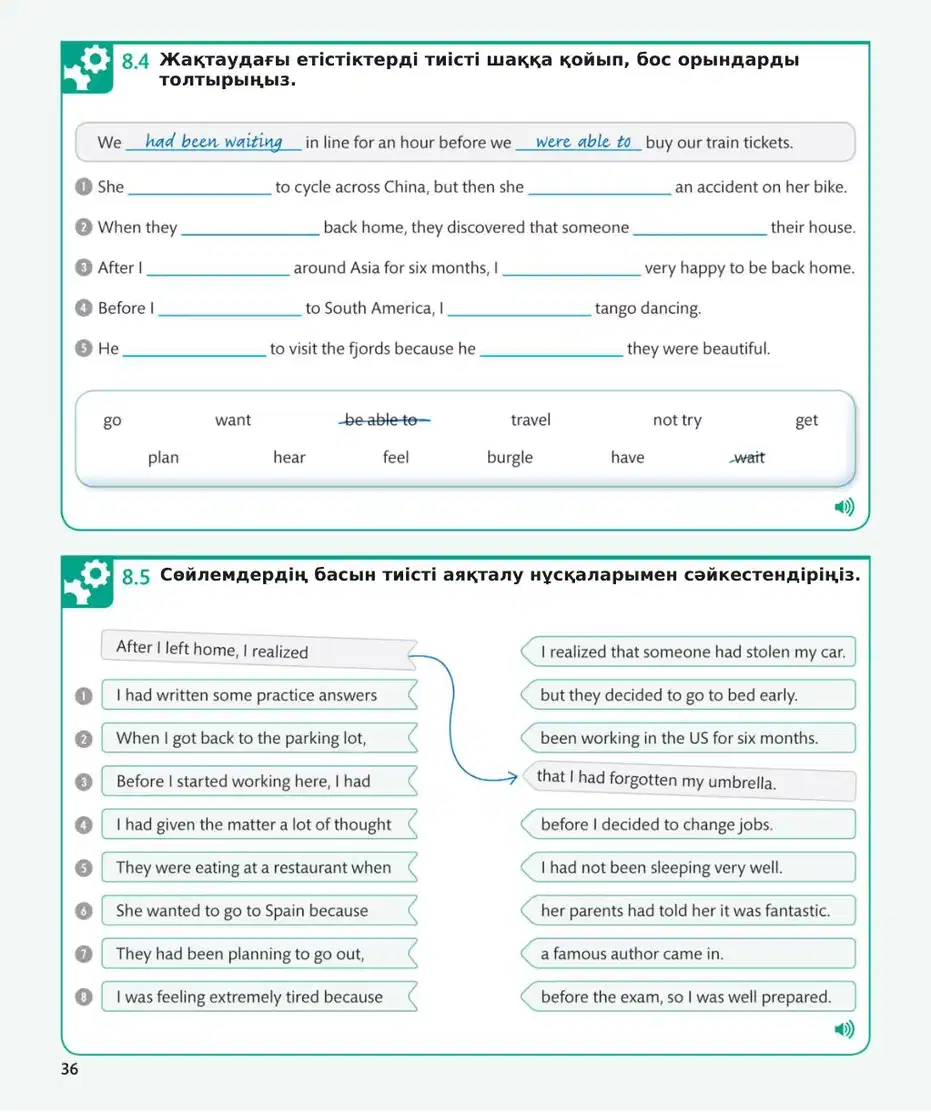 8.4 Жақтаудағы етістіктерді тиісті шаққа қойып, бос орындарды
толтырыңыз.
We had been waiting in line for an hour before we were able to buy our train tickets.
1 She ____ to cycle across China, but then she ____ an accident on her bike.
2 When they ____ back home, they discovered that someone ____ their house.
3 After I ____ around Asia for six months, I ____ very happy to be back home.
4 Before I ____ to South America, I ____ tango dancing.
5 He ____ to visit the fjords because he ____ they were beautiful.
go want be able to travel not try get
plan hear feel burgle have wait
8.5 Сөйлемдердің басын тиісті аяқталу нұсқаларымен сәйкестендіріңіз.
After I left home, I realized
I realized that someone had stolen my car.
1 I had written some practice answers
but they decided to go to bed early.
2 When I got back to the parking lot,
been working in the US for six months.
3 Before I started working here, I had
that I had forgotten my umbrella.
4 I had given the matter a lot of thought
before I decided to change jobs.
5 They were eating at a restaurant when
I had not been sleeping very well.
6 She wanted to go to Spain because
her parents had told her it was fantastic.
7 They had been planning to go out,
a famous author came in.
8 I was feeling extremely tired because
before the exam, so I was well prepared.
36